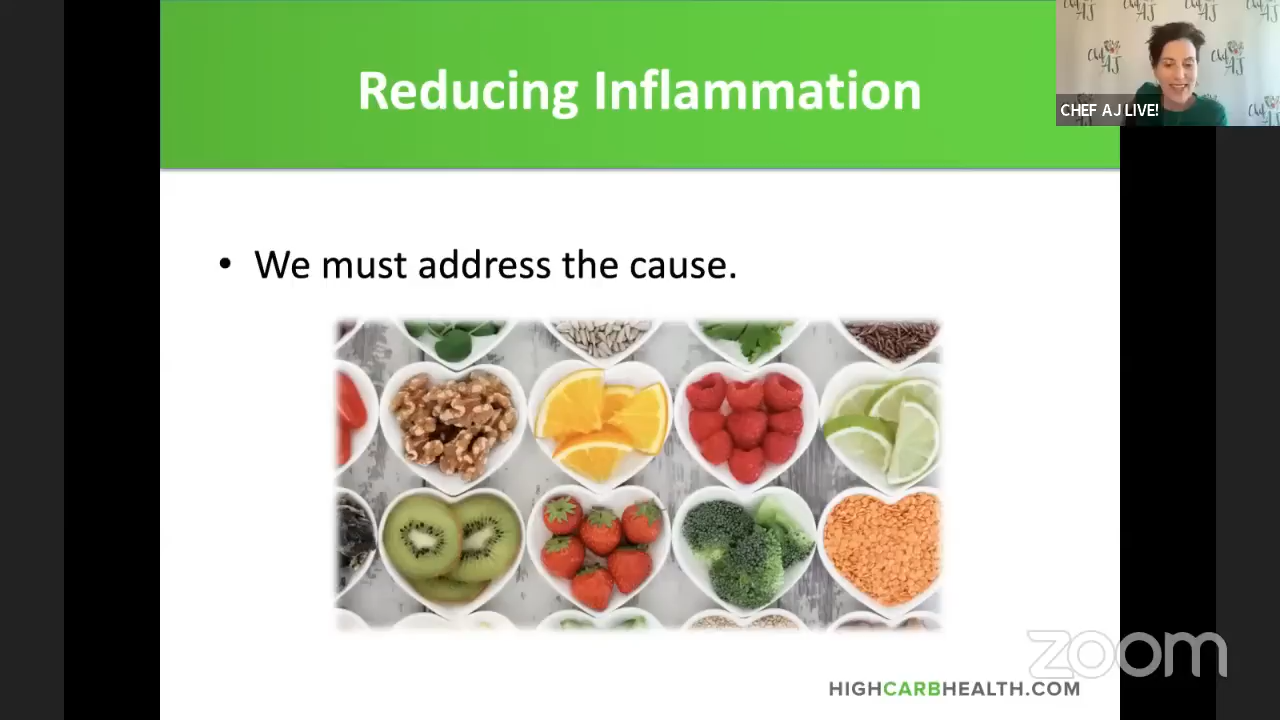 Reducing Inflammation
CHEF AJ LIVE!
• We must address the cause.
zoom
HIGHCARBHEALTH.COM